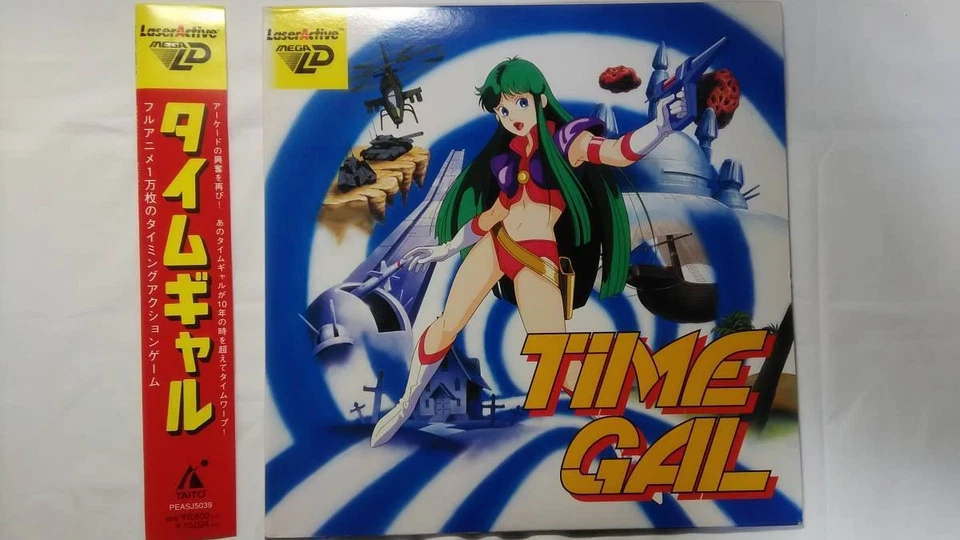 LaserActive
MEGA LD
アーケードの興奮を再び! あのタイムギャルが10年の時を超えてタイムワープ!
タイムギャル
フルアニメ1万枚のタイミングアクションゲーム
TAITO
PEASJ5039
LaserActive™
MEGA LD
TIME
GAL